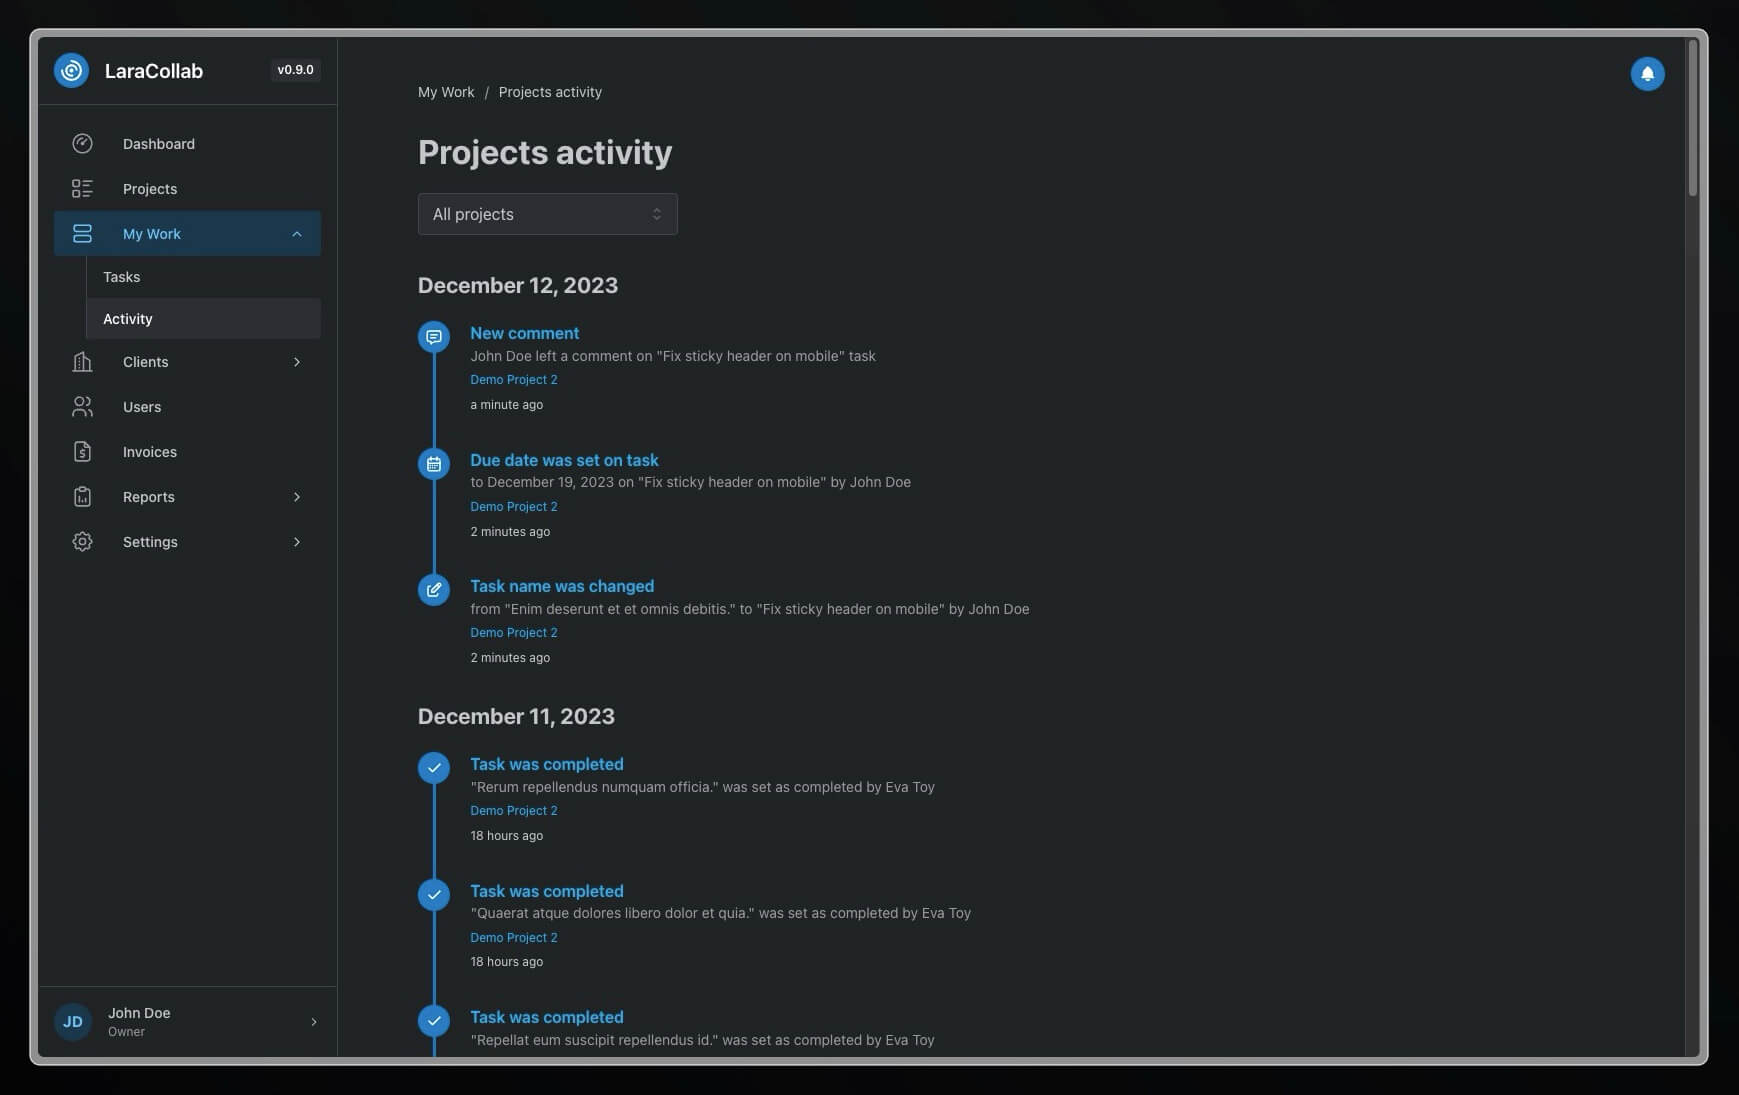 LaraCollab
v0.9.0
Dashboard
Projects
My Work
Tasks
Activity
Clients
Users
Invoices
Reports
Settings
JD
John Doe
Owner
My Work / Projects activity
Projects activity
All projects
December 12, 2023
New comment
John Doe left a comment on "Fix sticky header on mobile" task
Demo Project 2
a minute ago
Due date was set on task
to December 19, 2023 on "Fix sticky header on mobile" by John Doe
Demo Project 2
2 minutes ago
Task name was changed
from "Enim deserunt et et omnis debitis." to "Fix sticky header on mobile" by John Doe
Demo Project 2
2 minutes ago
December 11, 2023
Task was completed
"Rerum repellendus numquam officia." was set as completed by Eva Toy
Demo Project 2
18 hours ago
Task was completed
"Quaerat atque dolores libero dolor et quia." was set as completed by Eva Toy
Demo Project 2
18 hours ago
Task was completed
"Repellat eum suscipit repellendus id." was set as completed by Eva Toy